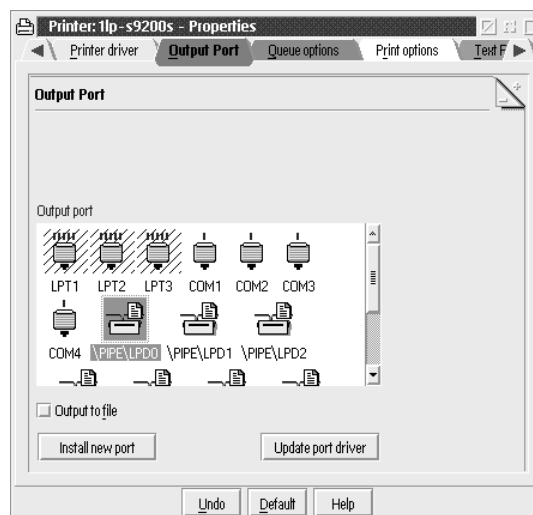 Printer: 1lp-s9200s - Properties
Printer driver Output Port Queue options Print options Text F
Output Port
Output port
LPT1 LPT2 LPT3 COM1 COM2 COM3
COM4 \PIPE\LPD0 \PIPE\LPD1 \PIPE\LPD2
Output to file
Install new port Update port driver
Undo Default Help